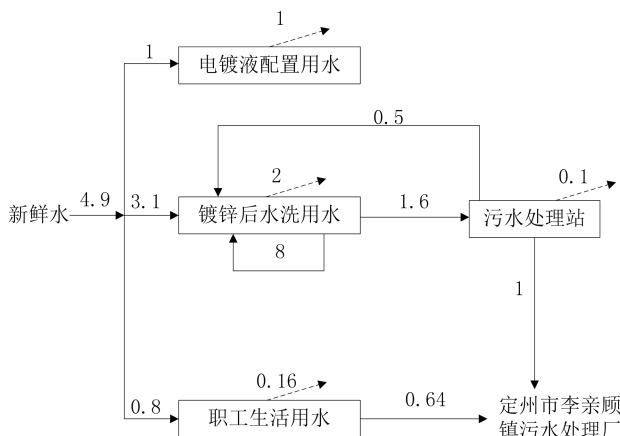 1
1
电镀液配置用水
0.5
4.9
3.1
2
0.1
新鲜水
镀锌后水洗用水
1.6
污水处理站
8
1
0.16
0.8
职工生活用水
0.64
定州市李亲顾
镇污水处理厂